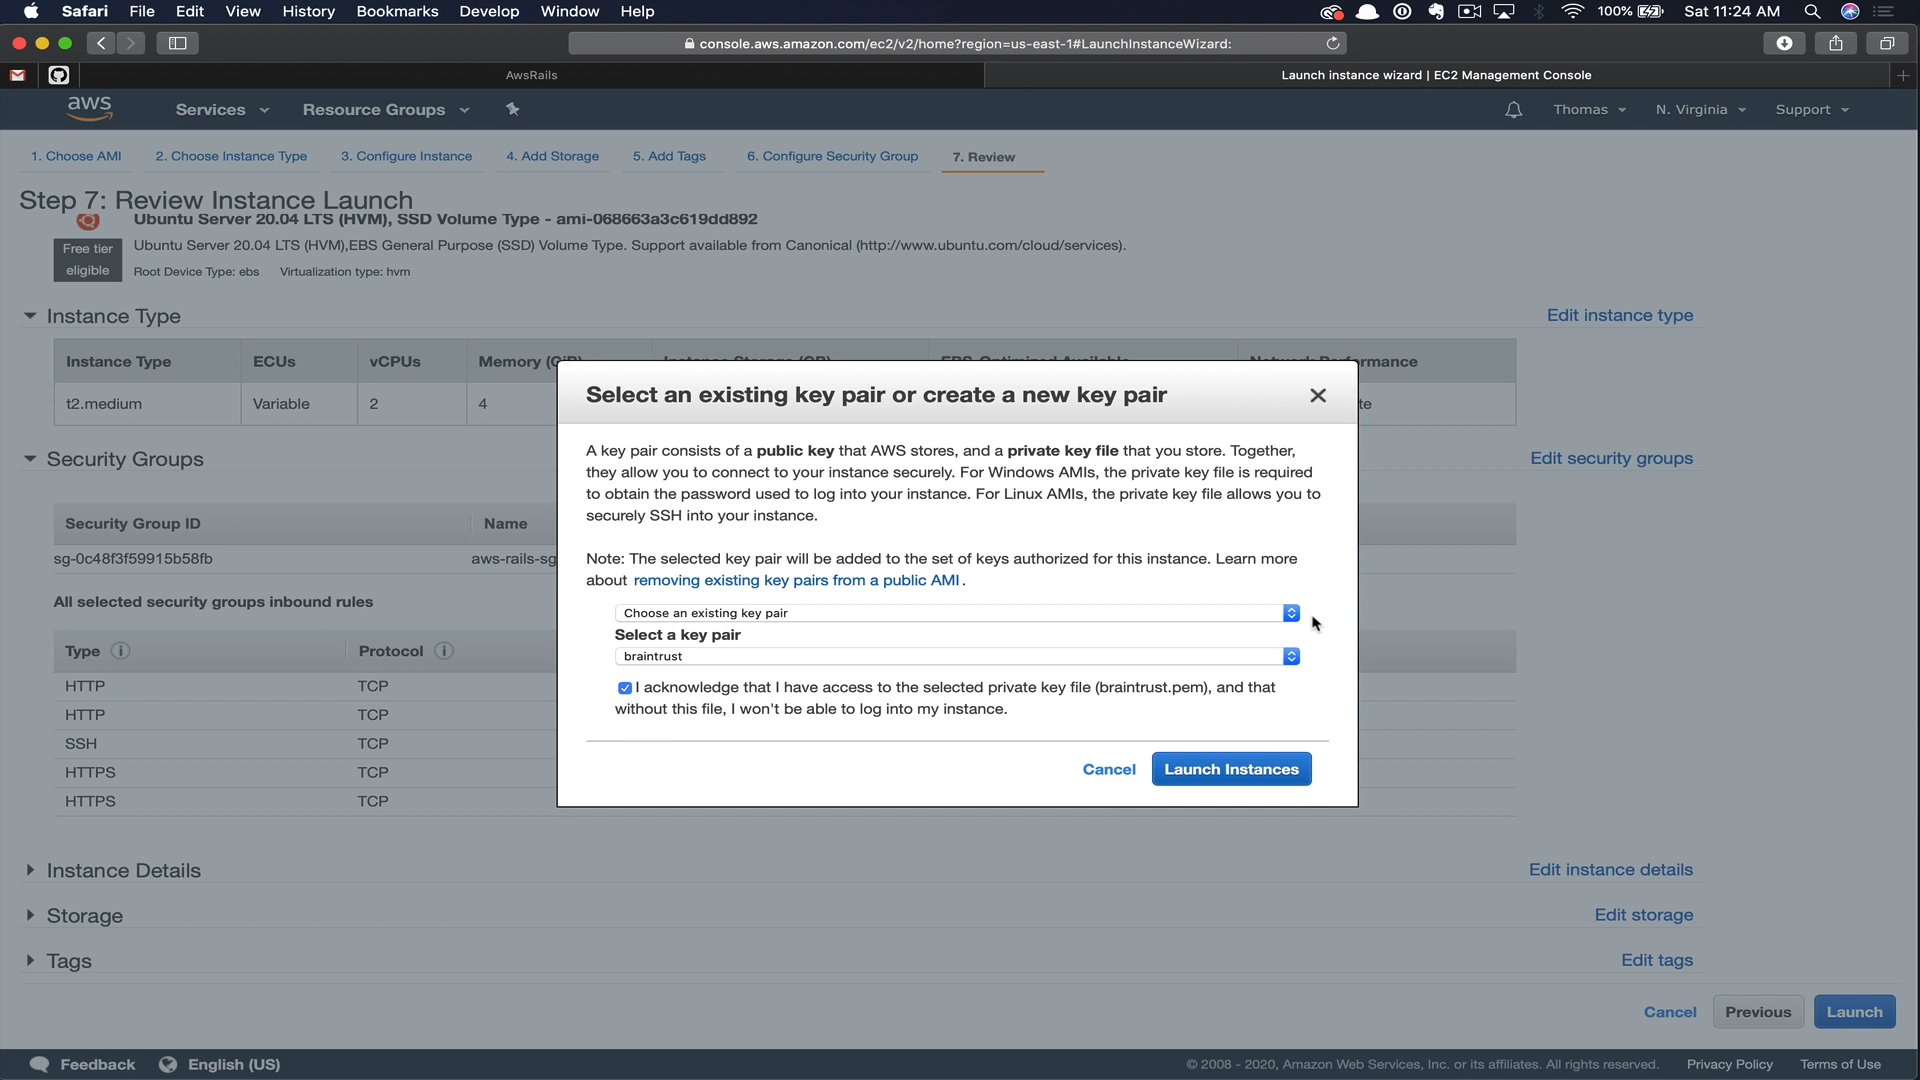 Safari File Edit View History Bookmarks Develop Window Help 100% Sat 11:24 AM
console.aws.amazon.com/ec2/v2/home?region=us-east-1#LaunchInstanceWizard:
AwsRails Launch instance wizard | EC2 Management Console
aws Services Resource Groups Thomas N. Virginia Support
1. Choose AMI 2. Choose Instance Type 3. Configure Instance 4. Add Storage 5. Add Tags 6. Configure Security Group 7. Review
Step 7: Review Instance Launch
Ubuntu Server 20.04 LTS (HVM), SSD Volume Type - ami-068663a3c619dd892
Free tier eligible
Ubuntu Server 20.04 LTS (HVM),EBS General Purpose (SSD) Volume Type. Support available from Canonical (http://www.ubuntu.com/cloud/services).
Root Device Type: ebs Virtualization type: hvm
Instance Type Edit instance type
Instance Type ECUs vCPUs Memory (GiB) Instance Storage (GB) EBS-Optimized Available Network Performance
t2.medium Variable 2 4 te
Security Groups Edit security groups
Security Group ID Name
sg-0c48f3f59915b58fb aws-rails-sg
All selected security groups inbound rules
Type Protocol
HTTP TCP
HTTP TCP
SSH TCP
HTTPS TCP
HTTPS TCP
Select an existing key pair or create a new key pair
A key pair consists of a public key that AWS stores, and a private key file that you store. Together,
they allow you to connect to your instance securely. For Windows AMIs, the private key file is required
to obtain the password used to log into your instance. For Linux AMIs, the private key file allows you to
securely SSH into your instance.
Note: The selected key pair will be added to the set of keys authorized for this instance. Learn more
about removing existing key pairs from a public AMI.
Choose an existing key pair
Select a key pair
braintrust
I acknowledge that I have access to the selected private key file (braintrust.pem), and that
without this file, I won't be able to log into my instance.
Cancel Launch Instances
Instance Details Edit instance details
Storage Edit storage
Tags Edit tags
Cancel Previous Launch
Feedback English (US) © 2008 - 2020, Amazon Web Services, Inc. or its affiliates. All rights reserved. Privacy Policy Terms of Use